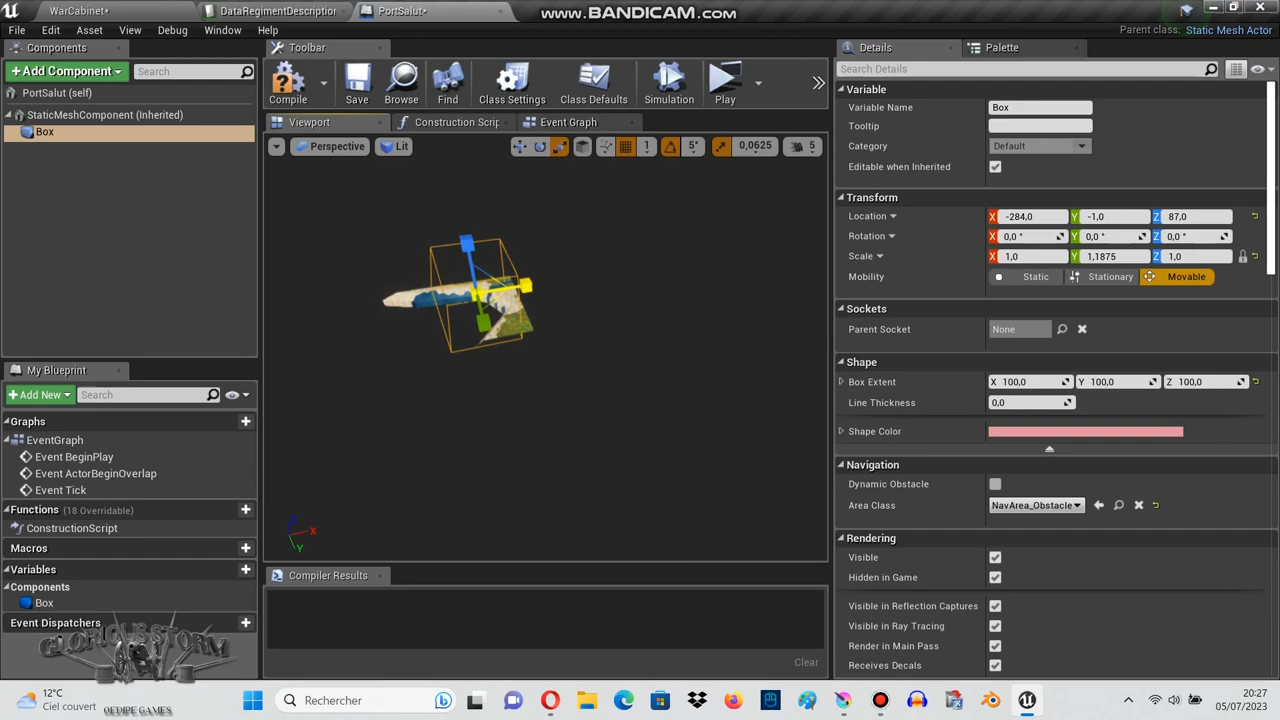 WarCabinet*
DataRegimentDescription
PortSalut*
www.BANDICAM.com
File Edit Asset View Debug Window Help
Parent class: Static Mesh Actor
Components
+Add Component
Search
PortSalut (self)
StaticMeshComponent (Inherited)
Box
Toolbar
Compile
Save
Browse
Find
Class Settings
Class Defaults
Simulation
Play
Viewport
Construction Scrip
Event Graph
Perspective
Lit
1
5°
0,0625
5
X
Y
Compiler Results
Clear
My Blueprint
+Add New
Search
Graphs
EventGraph
Event BeginPlay
Event ActorBeginOverlap
Event Tick
Functions (18 Overridable)
ConstructionScript
Macros
Variables
Components
Box
Event Dispatchers
GLORIOUS STORM
OEDIPE GAMES
Details
Palette
Search Details
Variable
Variable Name Box
Tooltip
Category Default
Editable when Inherited
Transform
Location X -284,0 Y -1,0 Z 87,0
Rotation X 0,0 ° Y 0,0 ° Z 0,0 °
Scale X 1,0 Y 1,1875 Z 1,0
Mobility Static Stationary Movable
Sockets
Parent Socket None
Shape
Box Extent X 100,0 Y 100,0 Z 100,0
Line Thickness 0,0
Shape Color
Navigation
Dynamic Obstacle
Area Class NavArea_Obstacle
Rendering
Visible
Hidden in Game
Visible in Reflection Captures
Visible in Ray Tracing
Render in Main Pass
Receives Decals
12°C
Ciel couvert
Rechercher
20:27
05/07/2023